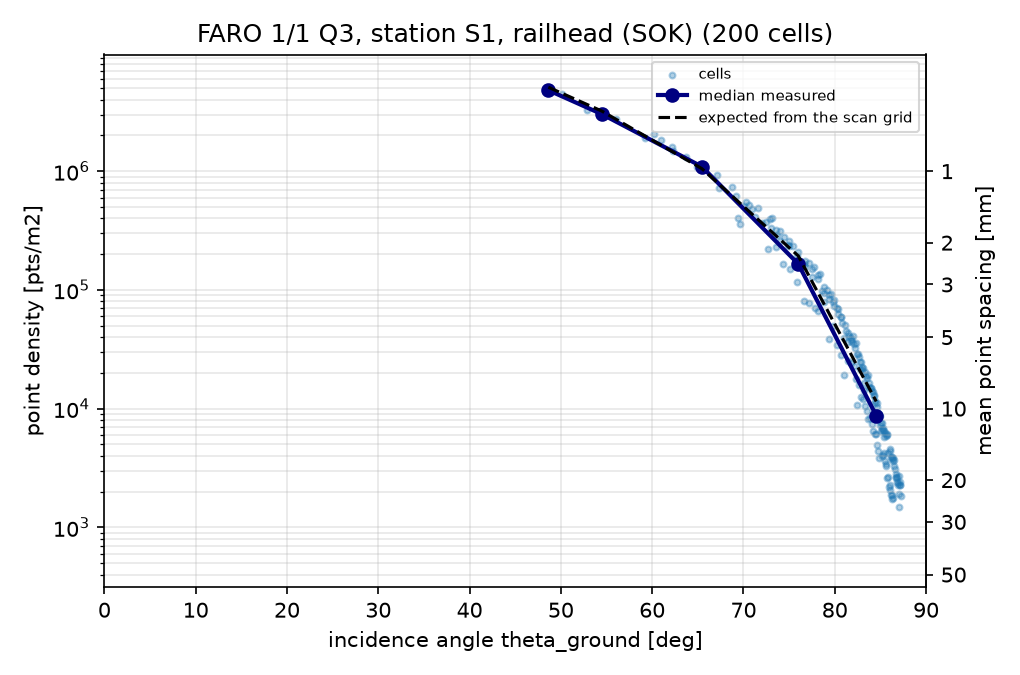 FARO 1/1 Q3, station S1, railhead (SOK) (200 cells)
cells
median measured
expected from the scan grid
point density [pts/m2]
10^6
10^5
10^4
10^3
mean point spacing [mm]
1
2
3
5
10
20
30
50
0 10 20 30 40 50 60 70 80 90
incidence angle theta_ground [deg]